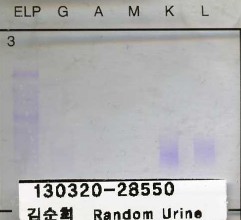 ELP G A M K L
3
130320-28550
김순희 Random Urine